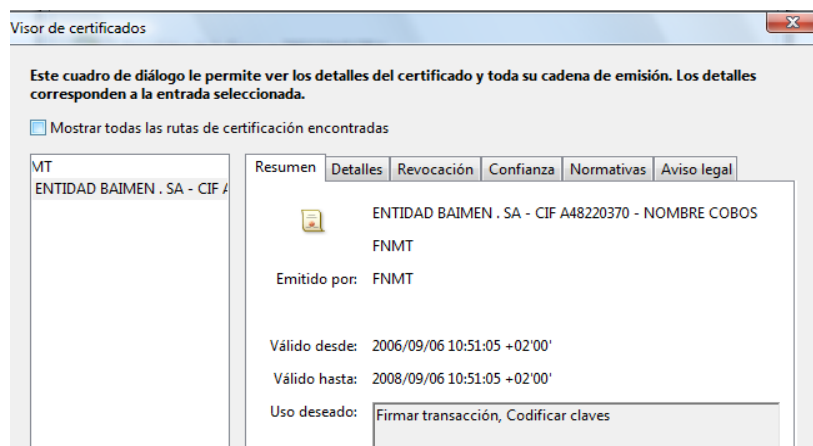 Visor de certificados
Este cuadro de diálogo le permite ver los detalles del certificado y toda su cadena de emisión. Los detalles
corresponden a la entrada seleccionada.
Mostrar todas las rutas de certificación encontradas
MT
ENTIDAD BAIMEN . SA - CIF
Resumen Detalles Revocación Confianza Normativas Aviso legal
ENTIDAD BAIMEN . SA - CIF A48220370 - NOMBRE COBOS
FNMT
Emitido por: FNMT
Válido desde: 2006/09/06 10:51:05 +02'00'
Válido hasta: 2008/09/06 10:51:05 +02'00'
Uso deseado: Firmar transacción, Codificar claves